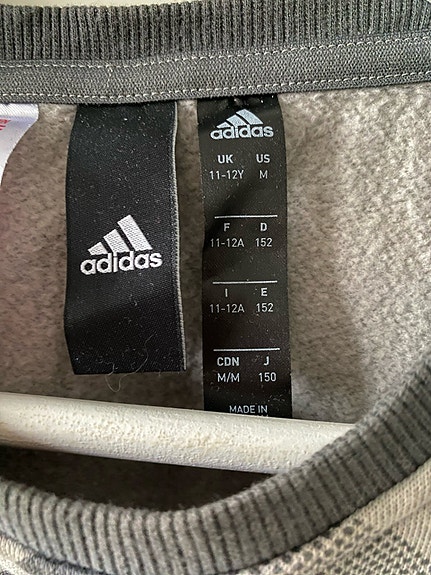 adidas
adidas
UK US
11-12Y M
F D
11-12A 152
I E
11-12A 152
CDN J
M/M 150
MADE IN